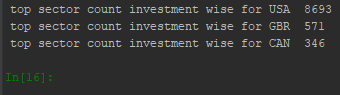 top sector count investment wise for USA  8693
top sector count investment wise for GBR  571
top sector count investment wise for CAN  346
In[16]: